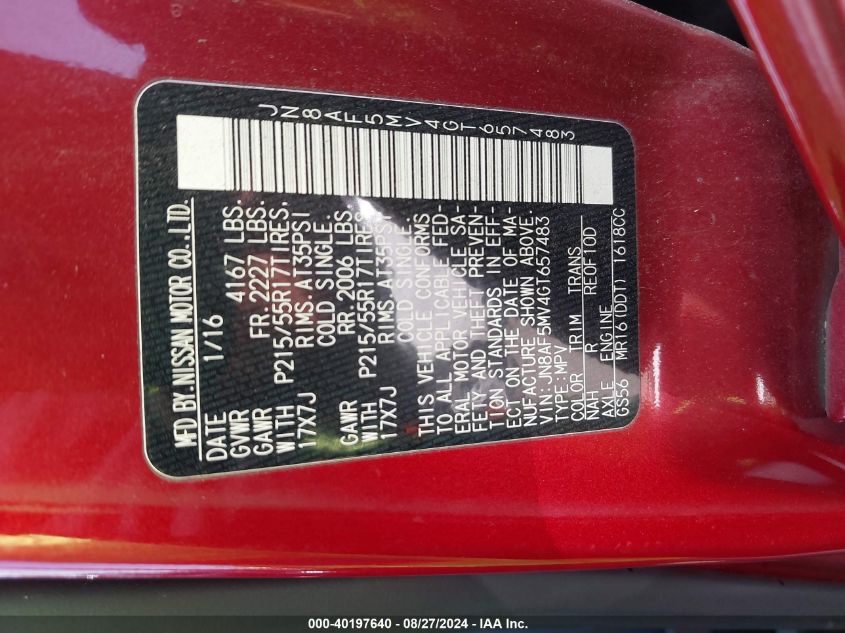 JN8AF5MV4GT657483
MFD BY.NISSAN MOTOR CO.,LTD.
DATE 1/16
GVWR 4167 LBS.
GAWR FR.2227 LBS.
WITH P215/55R17TIRES.
17X7J RIMS.AT35PSI
COLD SINGLE.
GAWR RR.2006 LBS.
WITH P215/55R17TIRES.
17X7J RIMS.AT35PSI
COLD SINGLE.
THIS VEHICLE CONFORMS
TO ALL APPLICABLE FED-
ERAL MOTOR VEHICLE SA-
FETY AND THEFT PREVEN-
TION STANDARDS IN EFF-
ECT ON THE DATE OF MA-
NUFACTURE SHOWN ABOVE.
VIN:JN8AF5MV4GT657483
TYPE:MPV
COLOR TRIM TRANS
NAH R RE0F10D
AXLE ENGINE
GS56 MR16(DDT) 1618CC
000-40197640 - 08/27/2024 - IAA Inc.